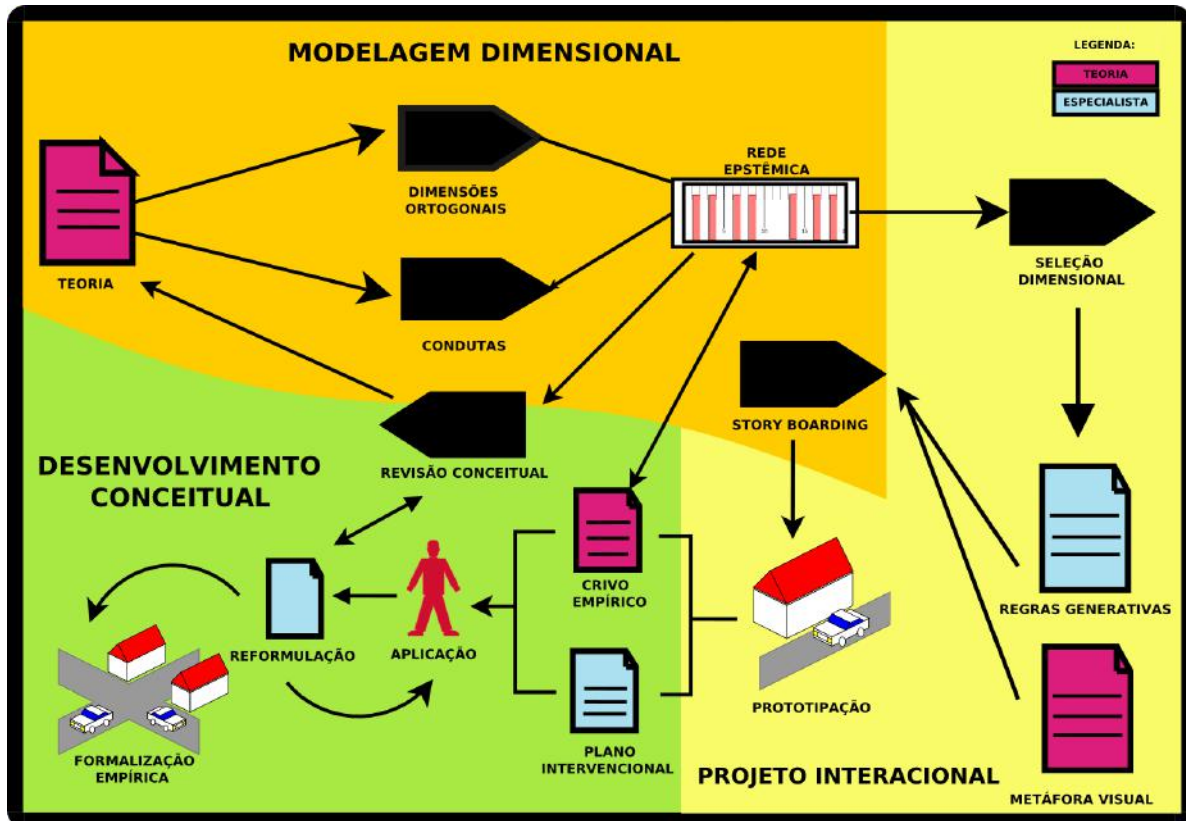 MODELAGEM DIMENSIONAL
LEGENDA:
TEORIA
ESPECIALISTA
REDE
EPSTÊMICA
DIMENSÕES
ORTOGONAIS
TEORIA
SELEÇÃO
DIMENSIONAL
CONDUTAS
STORY BOARDING
REVISÃO CONCEITUAL
DESENVOLVIMENTO
CONCEITUAL
CRIVO
EMPÍRICO
REGRAS GENERATIVAS
REFORMULAÇÃO
APLICAÇÃO
PROTOTIPAÇÃO
FORMALIZAÇÃO
EMPÍRICA
PLANO
INTERVENCIONAL
PROJETO INTERACIONAL
METÁFORA VISUAL